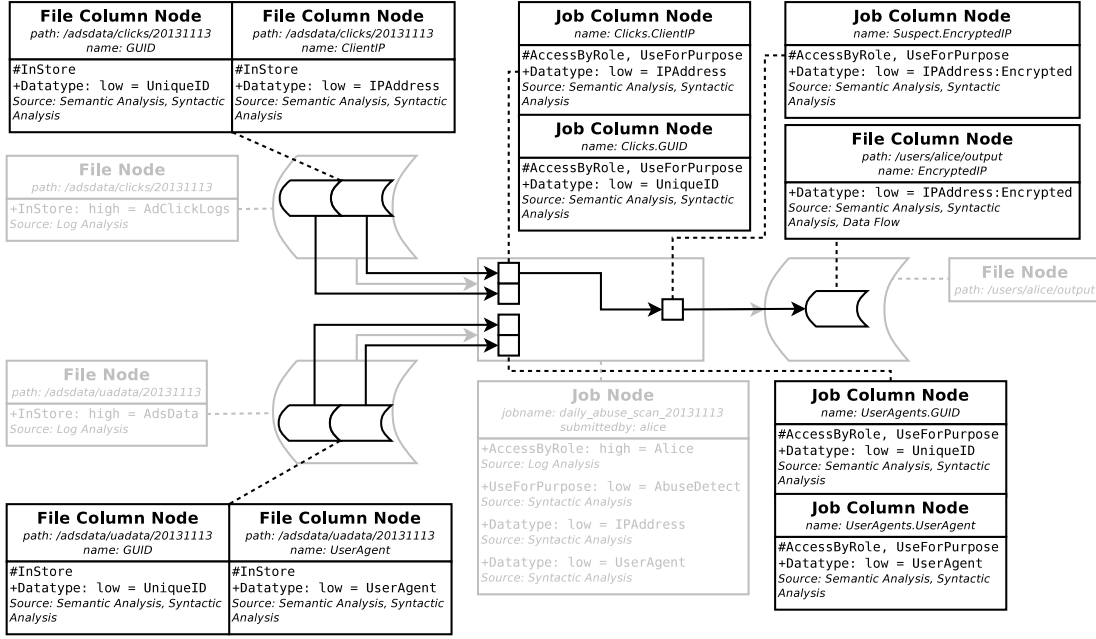 File Column Node
path: /adsdata/clicks/20131113
name: GUID
#InStore
+Datatype: low = UniqueID
Source: Semantic Analysis, Syntactic
Analysis
File Column Node
path: /adsdata/clicks/20131113
name: ClientIP
#InStore
+Datatype: low = IPAddress
Source: Semantic Analysis, Syntactic
Analysis
Job Column Node
name: Clicks.ClientIP
#AccessByRole, UseForPurpose
+Datatype: low = IPAddress
Source: Semantic Analysis, Syntactic
Analysis
Job Column Node
name: Clicks.GUID
#AccessByRole, UseForPurpose
+Datatype: low = UniqueID
Source: Semantic Analysis, Syntactic
Analysis
Job Column Node
name: Suspect.EncryptedIP
#AccessByRole, UseForPurpose
+Datatype: low = IPAddress:Encrypted
Source: Semantic Analysis, Syntactic
Analysis
File Column Node
path: /users/alice/output
name: EncryptedIP
+Datatype: low = IPAddress:Encrypted
Source: Semantic Analysis, Syntactic
Analysis, Data Flow
File Node
path: /adsdata/clicks/20131113
+InStore: high = AdClickLogs
Source: Log Analysis
File Node
path: /users/alice/output
File Node
path: /adsdata/uadata/20131113
+InStore: high = AdsData
Source: Log Analysis
Job Node
jobname: daily_abuse_scan_20131113
submittedby: alice
+AccessByRole: high = Alice
Source: Log Analysis
+UseForPurpose: low = AbuseDetect
Source: Syntactic Analysis
+Datatype: low = IPAddress
Source: Syntactic Analysis
+Datatype: low = UserAgent
Source: Syntactic Analysis
Job Column Node
name: UserAgents.GUID
#AccessByRole, UseForPurpose
+Datatype: low = UniqueID
Source: Semantic Analysis, Syntactic
Analysis
Job Column Node
name: UserAgents.UserAgent
#AccessByRole, UseForPurpose
+Datatype: low = UserAgent
Source: Semantic Analysis, Syntactic
Analysis
File Column Node
path: /adsdata/uadata/20131113
name: GUID
#InStore
+Datatype: low = UniqueID
Source: Semantic Analysis, Syntactic
Analysis
File Column Node
path: /adsdata/uadata/20131113
name: UserAgent
#InStore
+Datatype: low = UserAgent
Source: Semantic Analysis, Syntactic
Analysis